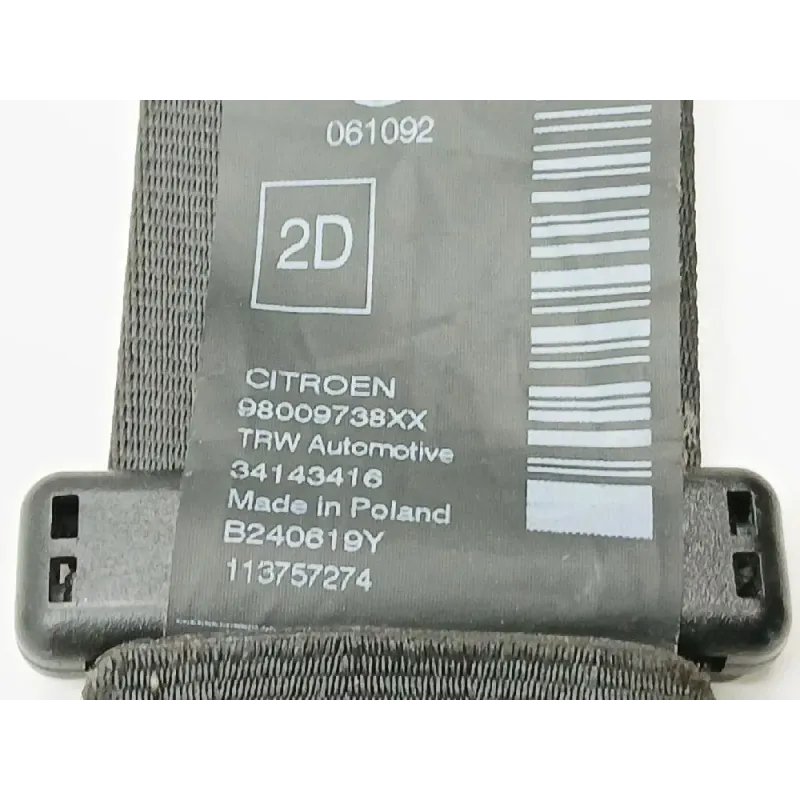 061092
2D
CITROEN
98009738XX
TRW Automotive
34143416
Made in Poland
B240619Y
113757274